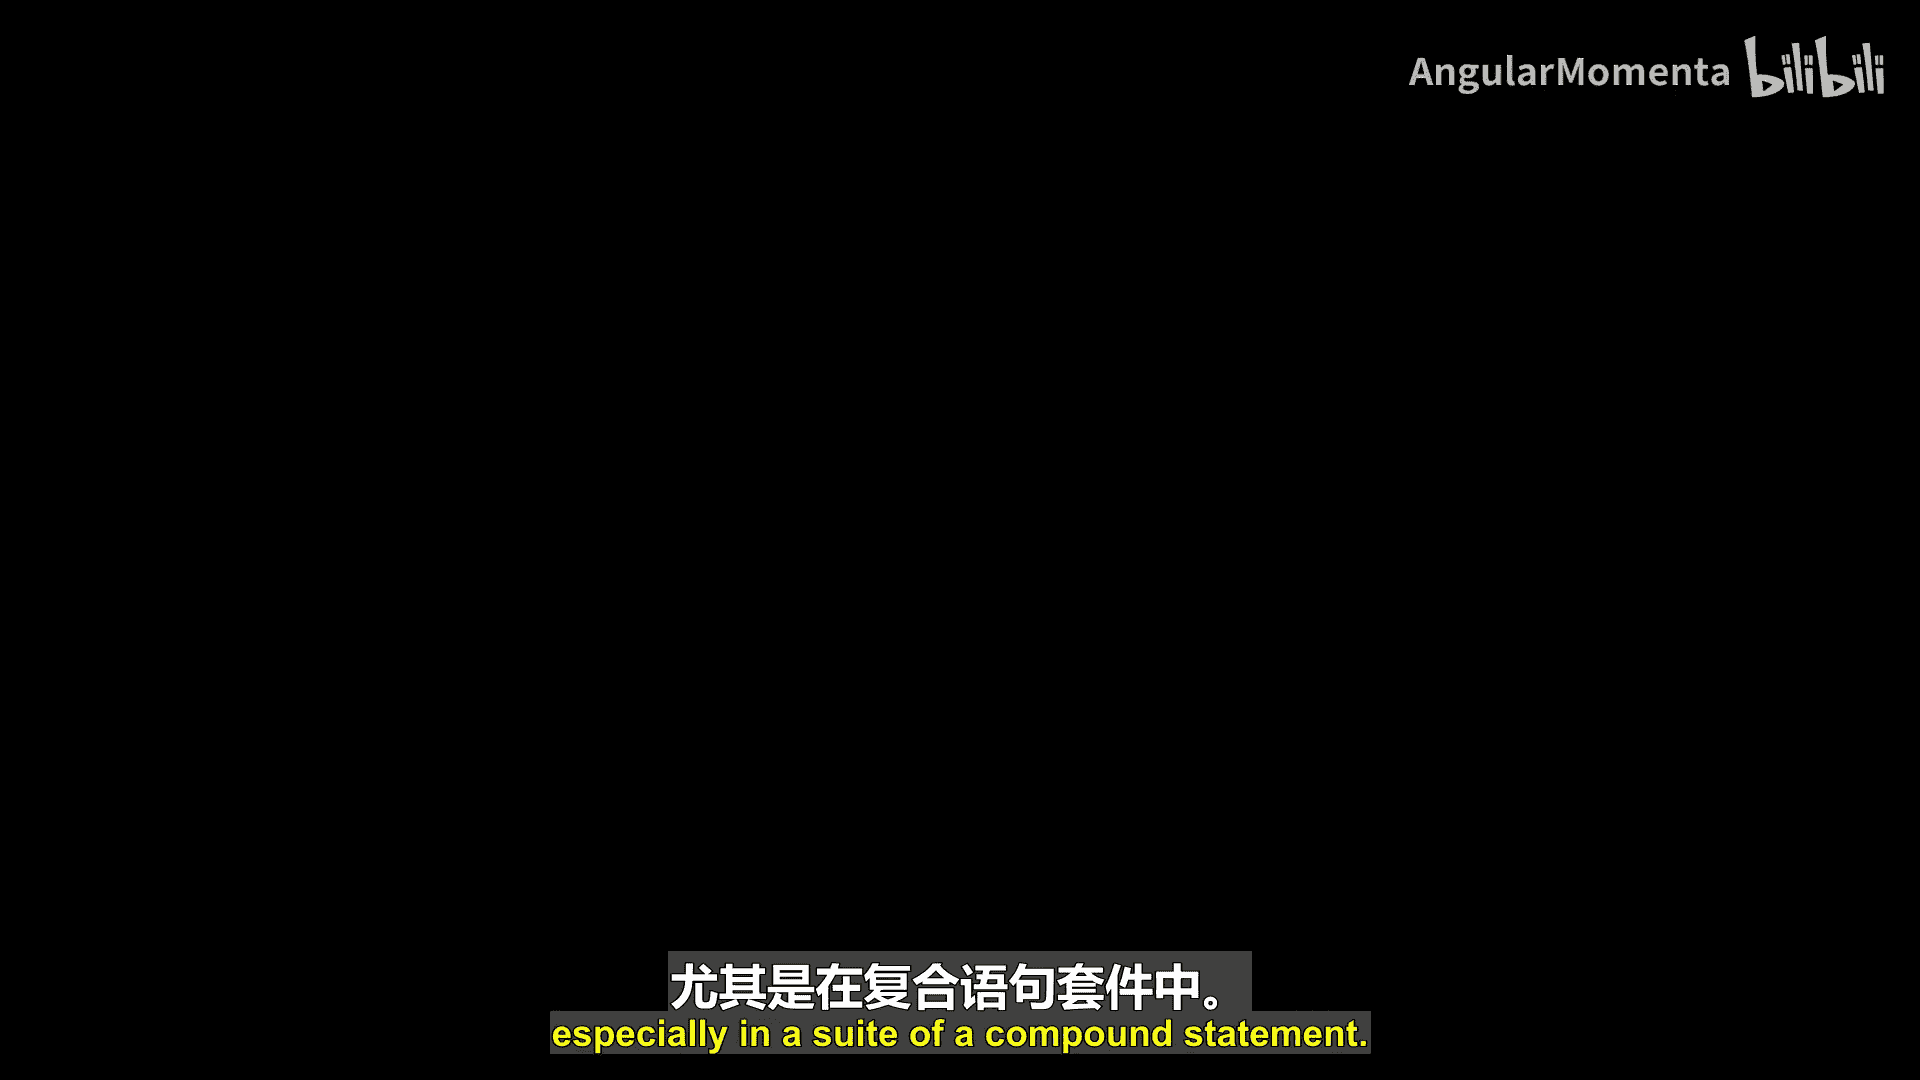 AngularMomenta bilibili
尤其是在复合语句套件中。
especially in a suite of a compound statement.